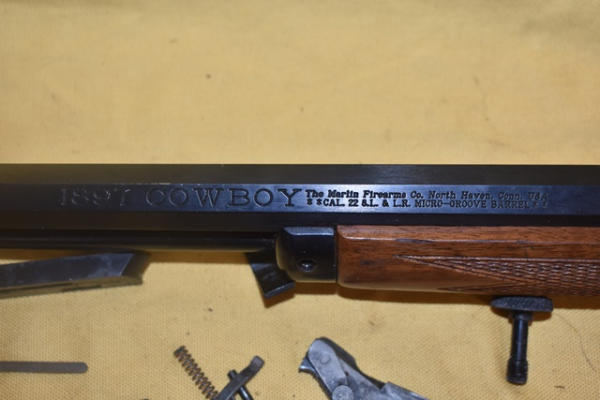 1897 COWBOY
The Marlin Firearms Co. North Haven, Conn. USA
CAL. 22 S.L. & L.R. MICRO-GROOVE BARREL